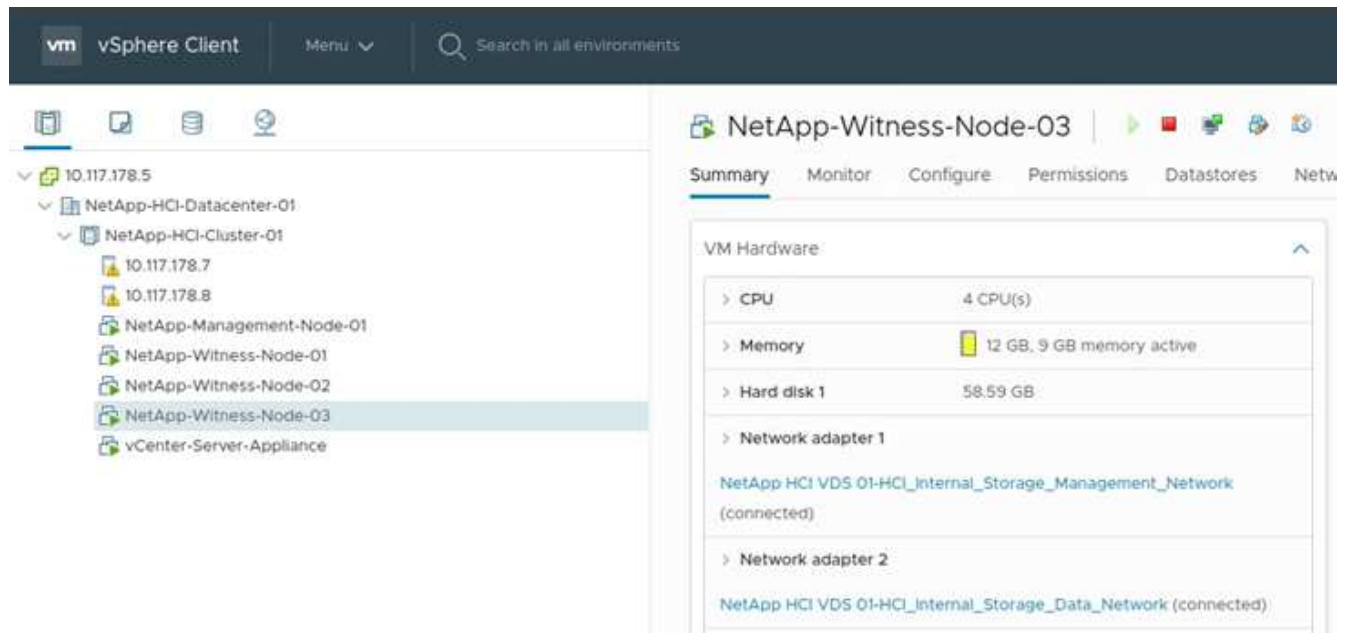 vm vSphere Client Menu Search in all environments
10.117.178.5
NetApp-HCI-Datacenter-01
NetApp-HCI-Cluster-01
10.117.178.7
10.117.178.8
NetApp-Management-Node-01
NetApp-Witness-Node-01
NetApp-Witness-Node-02
NetApp-Witness-Node-03
vCenter-Server-Appliance
NetApp-Witness-Node-03
Summary Monitor Configure Permissions Datastores Netw
VM Hardware
CPU 4 CPU(s)
Memory 12 GB, 9 GB memory active
Hard disk 1 58.59 GB
Network adapter 1
NetApp HCI VDS 01-HCI_Internal_Storage_Management_Network
(connected)
Network adapter 2
NetApp HCI VDS 01-HCI_Internal_Storage_Data_Network (connected)